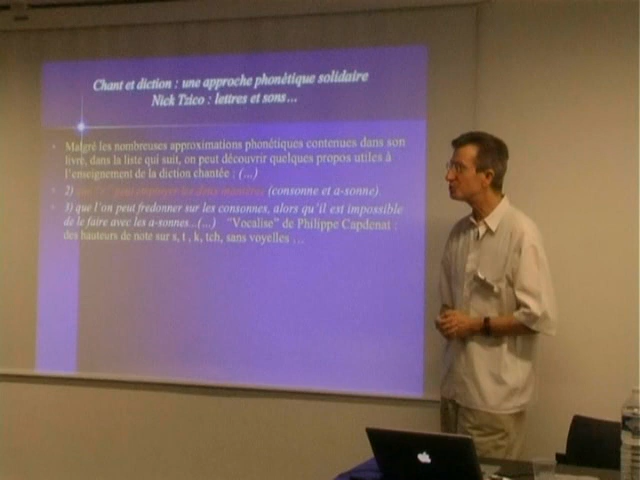 Chant et diction : une approche phonétique solidaire
Nick Tzico : lettres et sons…
Malgré les nombreuses approximations phonétiques contenues dans son
livre, dans la liste qui suit, on peut découvrir quelques propos utiles à
l'enseignement de la diction chantée : (...)
2) (consonne et a-sonne)
3) que l'on peut fredonner sur les consonnes, alors qu'il est impossible
de le faire avec les a-sonnes...(...) "Vocalise" de Philippe Capdenat :
des hauteurs de note sur s, t , k, tch, sans voyelles …